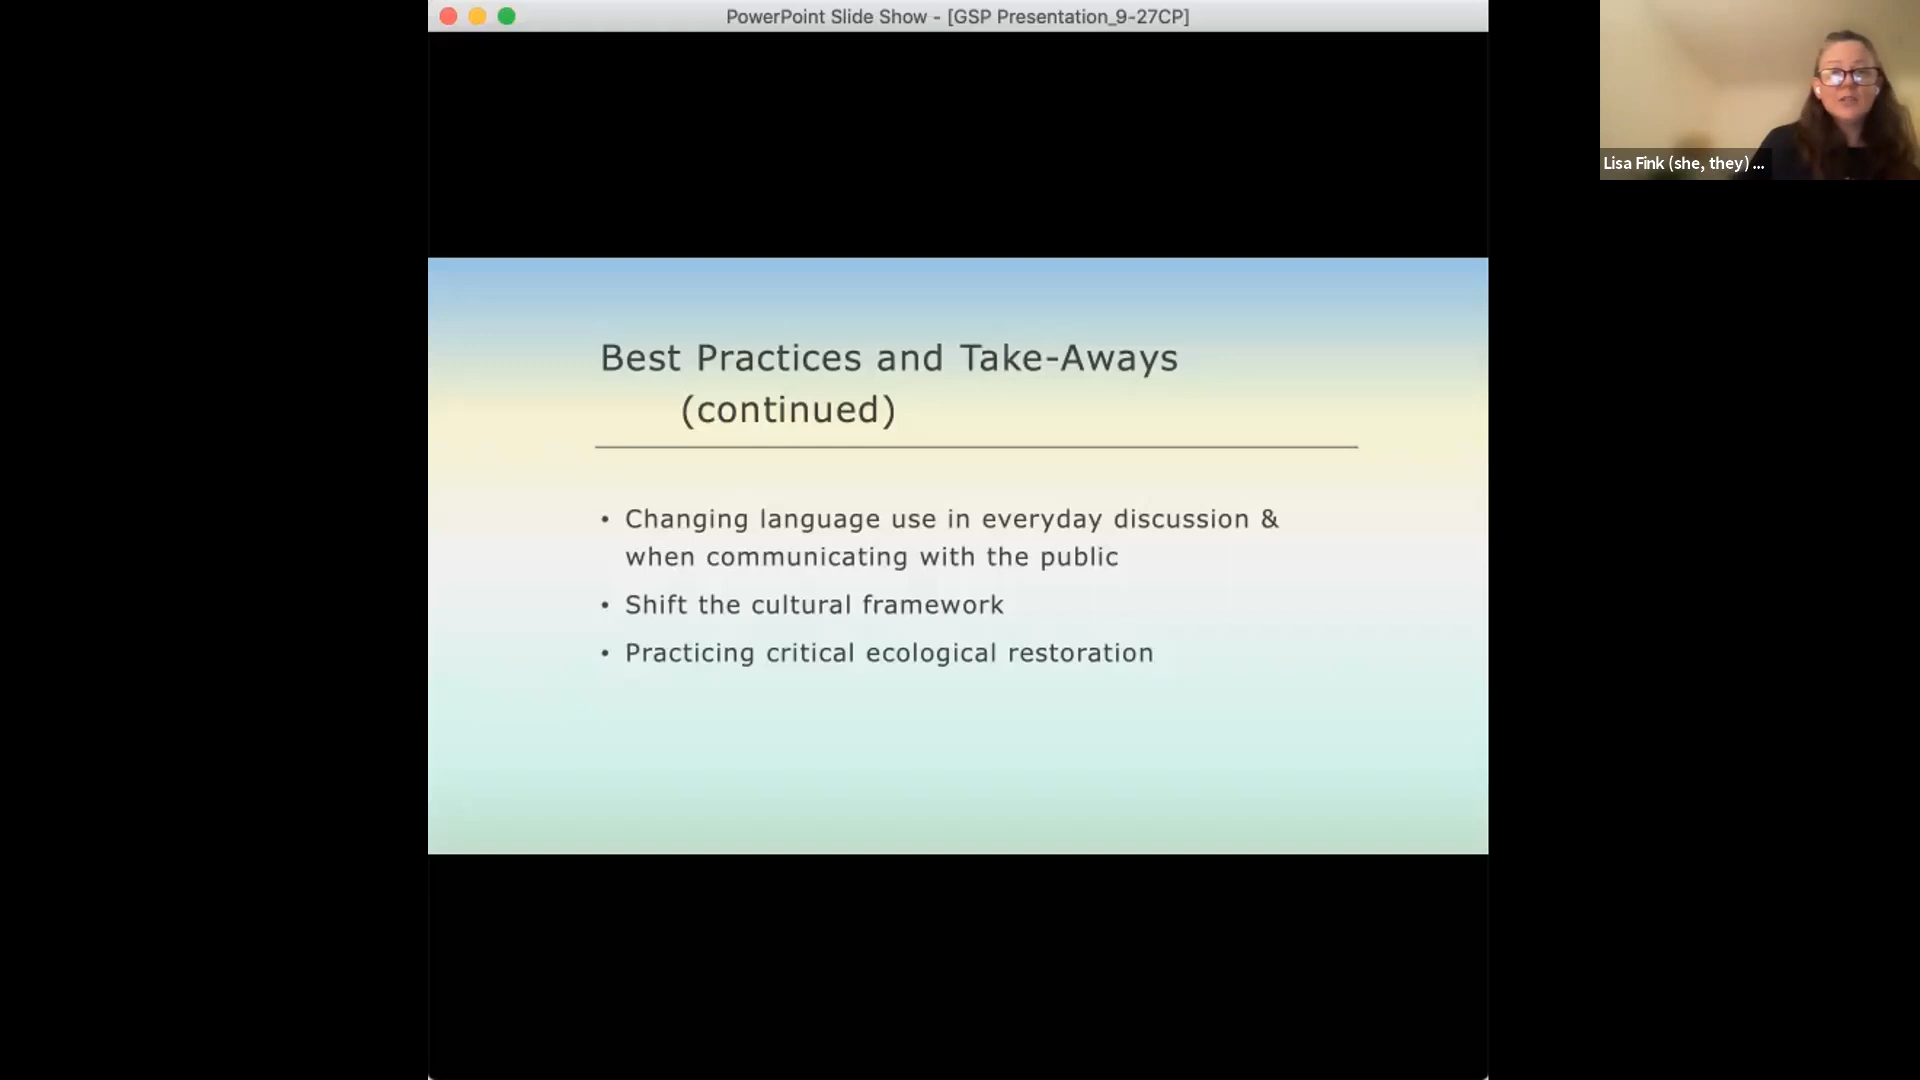 PowerPoint Slide Show - [GSP Presentation_9-27CP]
Lisa Fink (she, they) ...
Best Practices and Take-Aways
(continued)
• Changing language use in everyday discussion &
when communicating with the public
• Shift the cultural framework
• Practicing critical ecological restoration